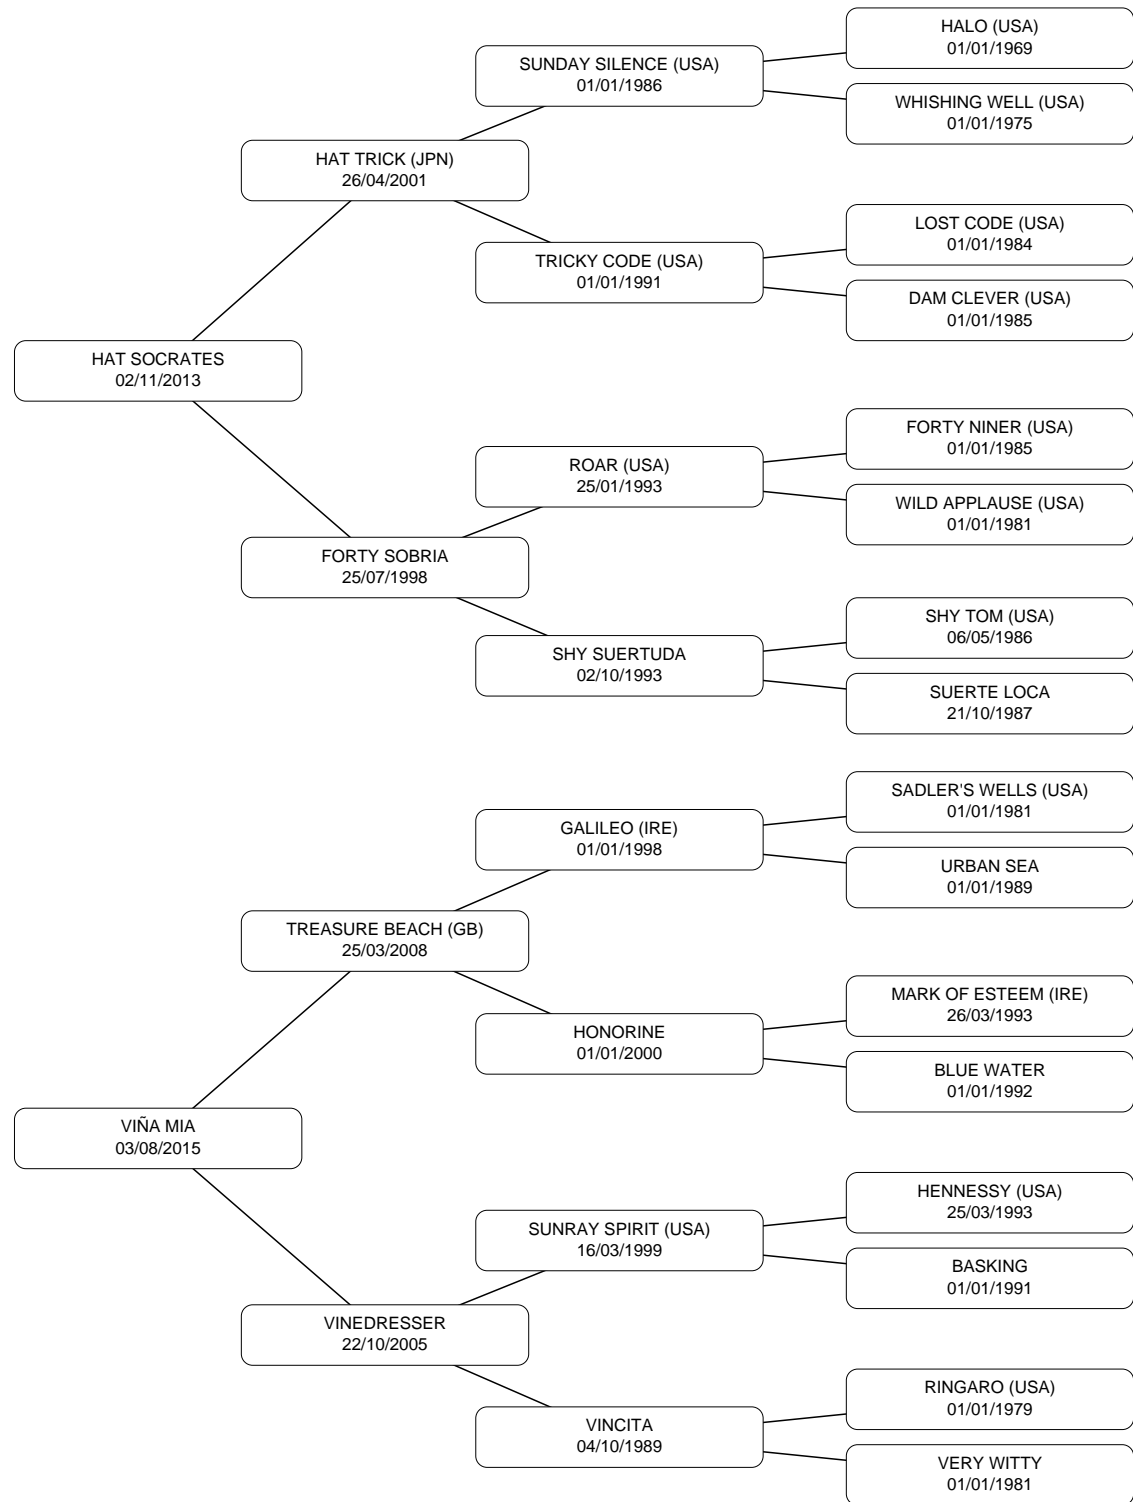 HALO (USA)
01/01/1969
SUNDAY SILENCE (USA)
01/01/1986
WHISHING WELL (USA)
01/01/1975
HAT TRICK (JPN)
26/04/2001
LOST CODE (USA)
01/01/1984
TRICKY CODE (USA)
01/01/1991
DAM CLEVER (USA)
01/01/1985
HAT SOCRATES
02/11/2013
FORTY NINER (USA)
01/01/1985
ROAR (USA)
25/01/1993
WILD APPLAUSE (USA)
01/01/1981
FORTY SOBRIA
25/07/1998
SHY TOM (USA)
06/05/1986
SHY SUERTUDA
02/10/1993
SUERTE LOCA
21/10/1987
SADLER'S WELLS (USA)
01/01/1981
GALILEO (IRE)
01/01/1998
URBAN SEA
01/01/1989
TREASURE BEACH (GB)
25/03/2008
MARK OF ESTEEM (IRE)
26/03/1993
HONORINE
01/01/2000
BLUE WATER
01/01/1992
VIÑA MIA
03/08/2015
HENNESSY (USA)
25/03/1993
SUNRAY SPIRIT (USA)
16/03/1999
BASKING
01/01/1991
VINEDRESSER
22/10/2005
RINGARO (USA)
01/01/1979
VINCITA
04/10/1989
VERY WITTY
01/01/1981